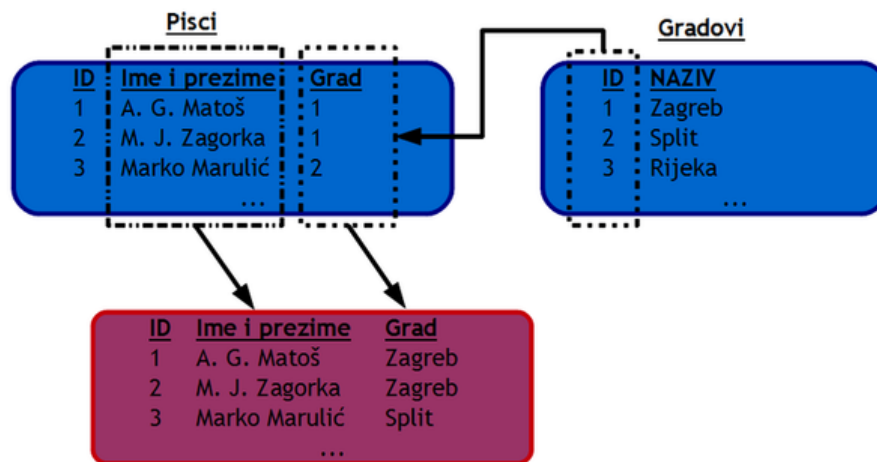 Pisci
ID Ime i prezime Grad
1 A. G. Matoš 1
2 M. J. Zagorka 1
3 Marko Marulić 2
...
Gradovi
ID NAZIV
1 Zagreb
2 Split
3 Rijeka
...
ID Ime i prezime Grad
1 A. G. Matoš Zagreb
2 M. J. Zagorka Zagreb
3 Marko Marulić Split
...